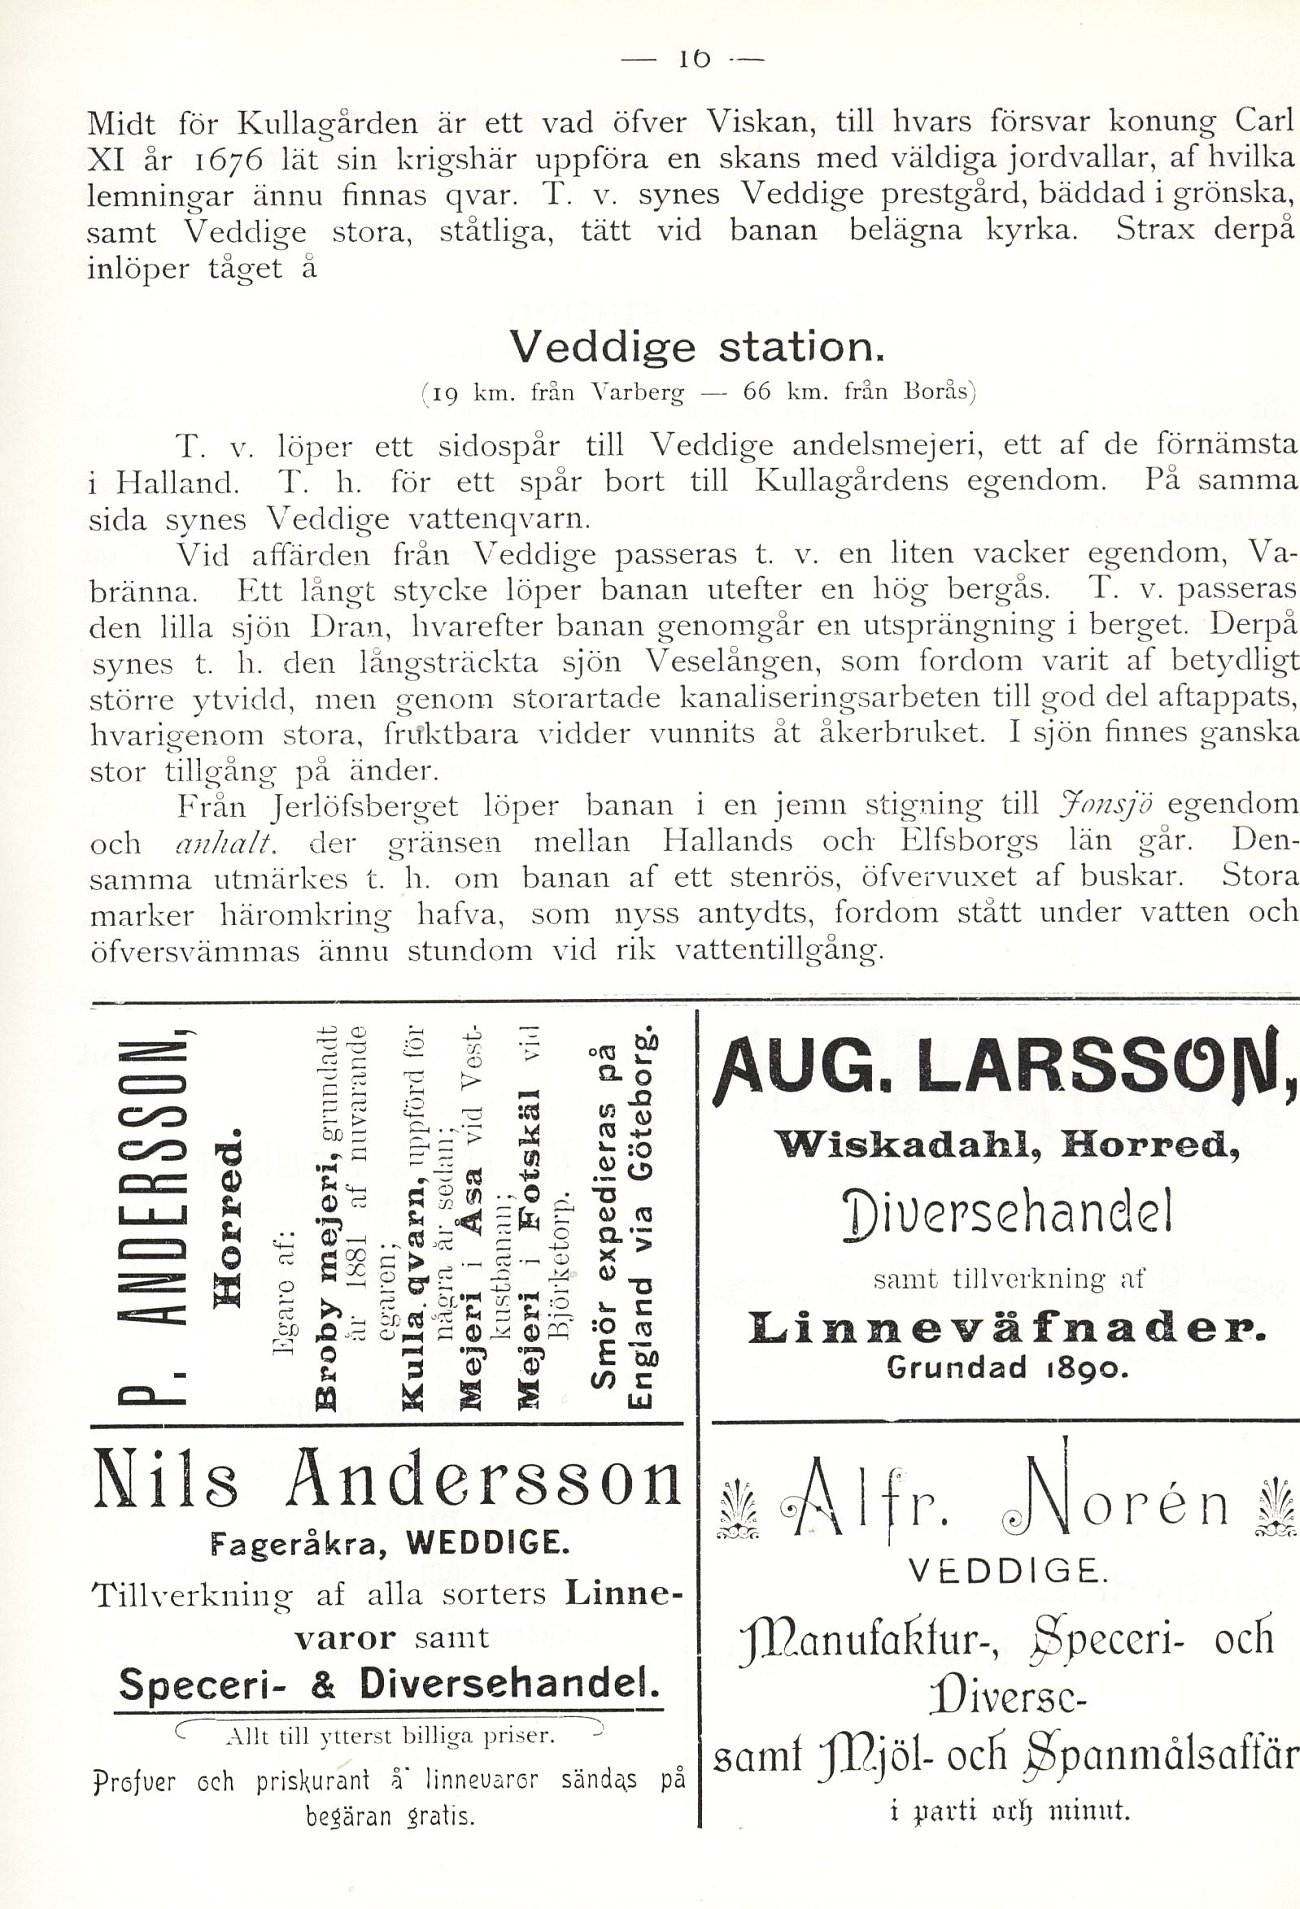 — 16 —
Midt för Kullagården är ett vad öfver Viskan, till hvars försvar konung Carl
XI år 1676 lät sin krigshär uppföra en skans med väldiga jordvallar, af hvilka
lemningar ännu finnas qvar. T. v. synes Veddige prestgård, bäddad i grönska,
samt Veddige stora, ståtliga, tätt vid banan belägna kyrka. Strax derpå
inlöper tåget å
Veddige station.
(19 km. från Varberg — 66 km. från Borås)
T. v. löper ett sidospår till Veddige andelsmejeri, ett af de förnämsta
i Halland. T. h. för ett spår bort till Kullagårdens egendom. På samma
sida synes Veddige vattenqvarn.
Vid affärden från Veddige passeras t. v. en liten vacker egendom, Va-
bränna. Ett långt stycke löper banan utefter en hög bergås. T. v. passeras
den lilla sjön Dran, hvarefter banan genomgår en utsprängning i berget. Derpå
synes t. h. den långsträckta sjön Veselången, som fordom varit af betydligt
större ytvidd, men genom storartade kanaliseringsarbeten till god del aftappats,
hvarigenom stora, fruktbara vidder vunnits åt åkerbruket. I sjön finnes ganska
stor tillgång på änder.
Från Jerlöfsberget löper banan i en jemn stigning till Jonsjö egendom
och anhalt. der gränsen mellan Hallands och Elfsborgs län går. Den-
samma utmärkes t. h. om banan af ett stenrös, öfvervuxet af buskar. Stora
marker häromkring hafva, som nyss antydts, fordom stått under vatten och
öfversvämmas ännu stundom vid rik vattentillgång.
P. ANDERSSON,
Horred.
Egare af:
Broby mejeri, grundadt
år 1881 af nuvarande
egaren;
Kulla qvarn, uppförd för
några år sedan;
Mejeri i Åsa vid Vest-
kustbanan;
Mejeri i Fotskäl vid
Björketorp.
Smör expedieras på
England via Göteborg.
AUG. LARSSON,
Wiskadahl, Horred,
Diversehandel
samt tillverkning af
Linneväfnader.
Grundad 1890.
Nils Andersson
Fageråkra, WEDDIGE.
Tillverkning af alla sorters Linne-
varor samt
Speceri- & Diversehandel.
Allt till ytterst billiga priser.
Profver och priskurant å linnevaror sändas på
begäran gratis.
Alfr. Norén
VEDDIGE.
Manufaktur-, Speceri- och
Diverse-
samt Mjöl- och Spanmålsaffär
i parti och minut.